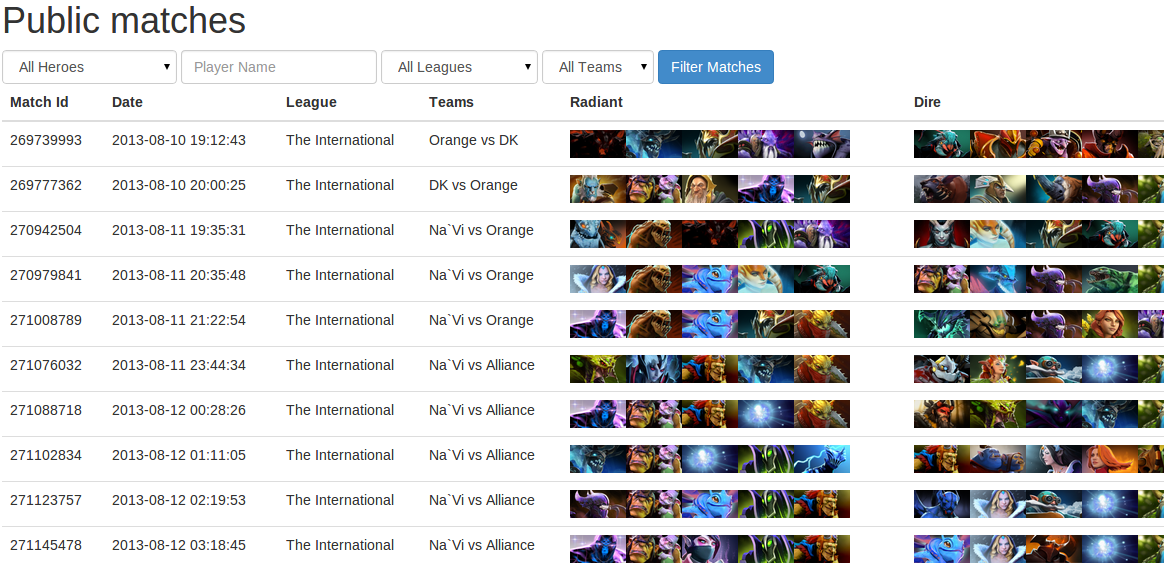 Public matches
All Heroes Player Name All Leagues All Teams Filter Matches
Match Id Date League Teams Radiant Dire
269739993 2013-08-10 19:12:43 The International Orange vs DK
269777362 2013-08-10 20:00:25 The International DK vs Orange
270942504 2013-08-11 19:35:31 The International Na`Vi vs Orange
270979841 2013-08-11 20:35:48 The International Na`Vi vs Orange
271008789 2013-08-11 21:22:54 The International Na`Vi vs Orange
271076032 2013-08-11 23:44:34 The International Na`Vi vs Alliance
271088718 2013-08-12 00:28:26 The International Na`Vi vs Alliance
271102834 2013-08-12 01:11:05 The International Na`Vi vs Alliance
271123757 2013-08-12 02:19:53 The International Na`Vi vs Alliance
271145478 2013-08-12 03:18:45 The International Na`Vi vs Alliance